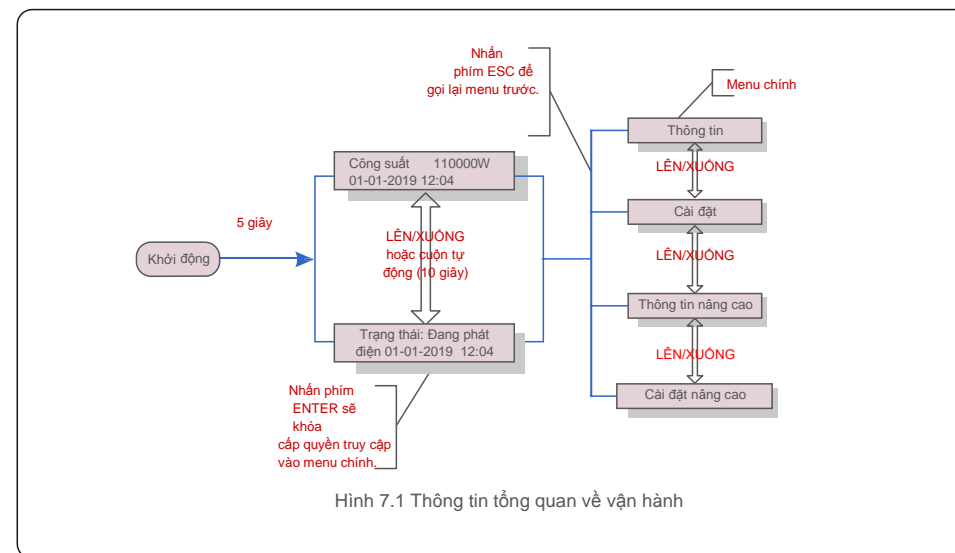 Nhấn
phím ESC để
gọi lại menu trước.
Menu chính
Thông tin
LÊN/XUỐNG
Cài đặt
LÊN/XUỐNG
Thông tin nâng cao
LÊN/XUỐNG
Cài đặt nâng cao
Công suất 110000W
01-01-2019 12:04
5 giây
Khởi động
LÊN/XUỐNG
hoặc cuộn tự
động (10 giây)
Trạng thái: Đang phát
điện 01-01-2019 12:04
Nhấn phím
ENTER sẽ
khóa
cấp quyền truy cập
vào menu chính.
Hình 7.1 Thông tin tổng quan về vận hành